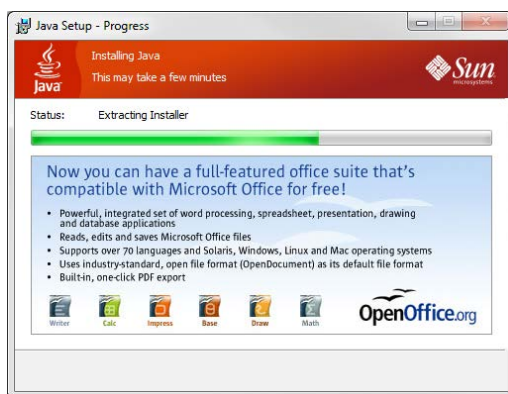 Java Setup - Progress
Java
Installing Java
This may take a few minutes
Sun
microsystems
Status: Extracting Installer
Now you can have a full-featured office suite that's
compatible with Microsoft Office for free!
• Powerful, integrated set of word processing, spreadsheet, presentation, drawing
and database applications
• Reads, edits and saves Microsoft Office files
• Supports over 70 languages and Solaris, Windows, Linux and Mac operating systems
• Uses industry-standard, open file format (OpenDocument) as its default file format
• Built-in, one-click PDF export
Writer Calc Impress Base Draw Math
OpenOffice.org